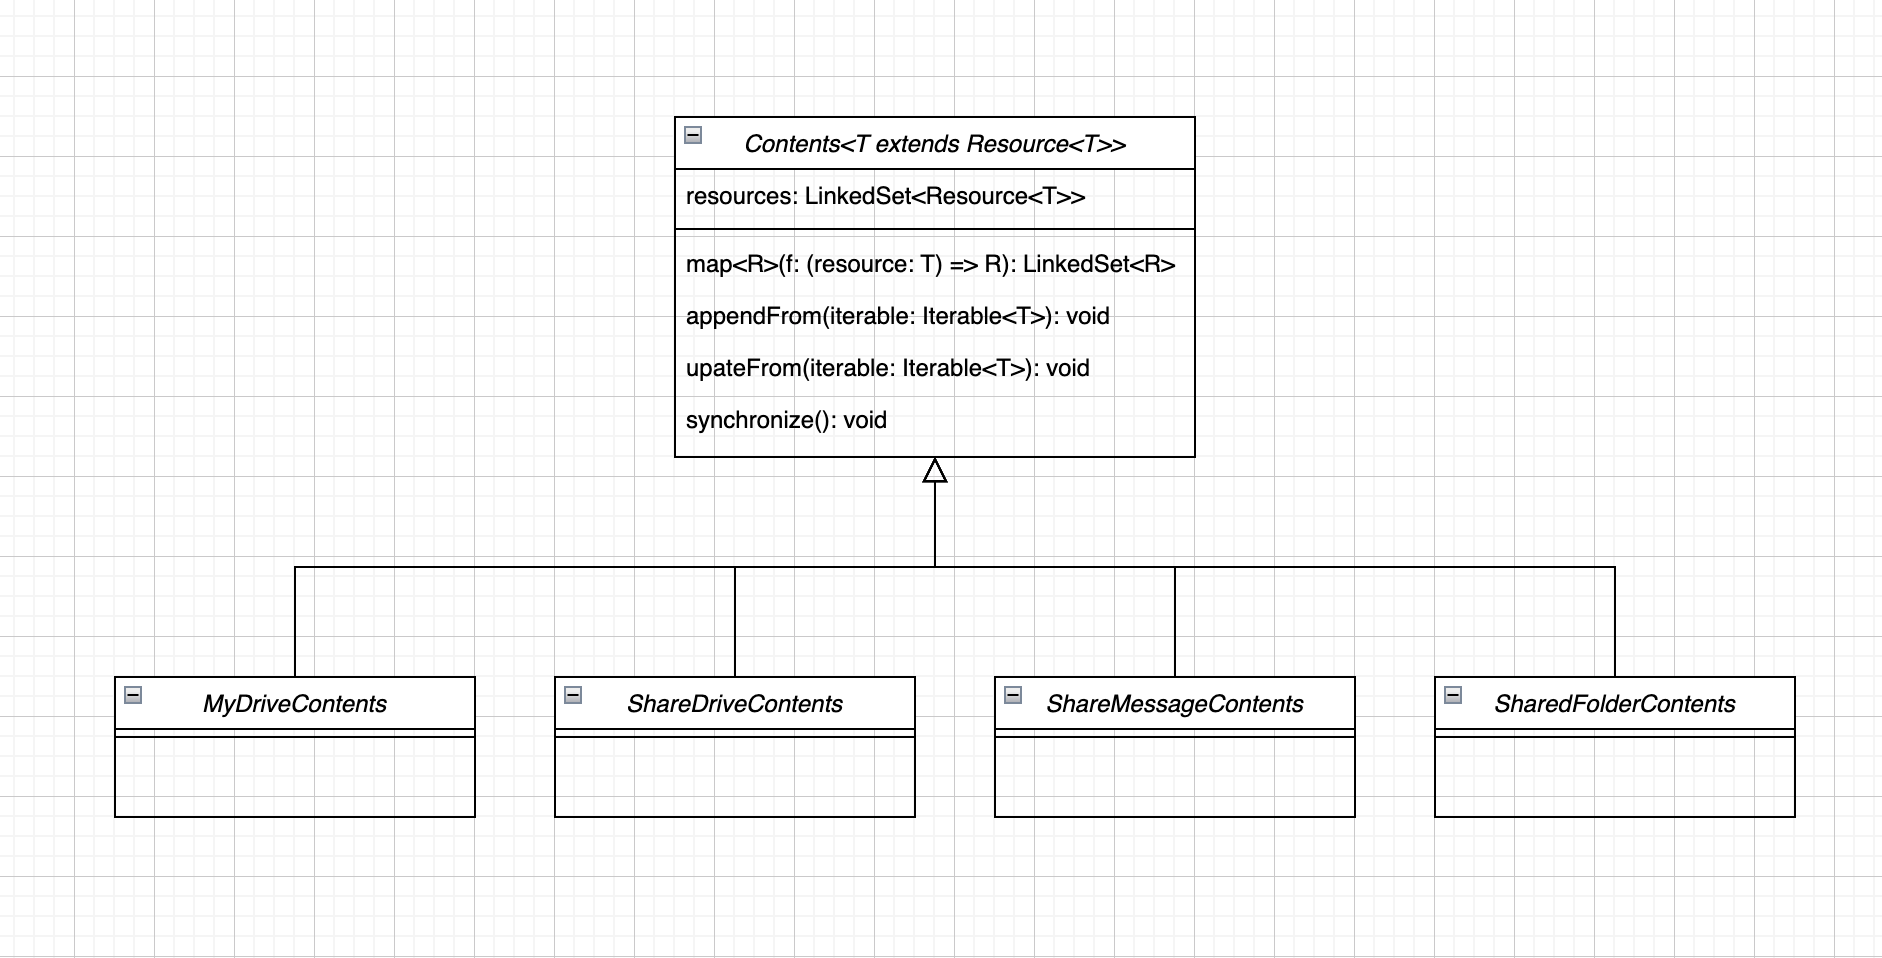 Contents<T extends Resource<T>>
resources: LinkedSet<Resource<T>>
map<R>(f: (resource: T) => R): LinkedSet<R>
appendFrom(iterable: Iterable<T>): void
upateFrom(iterable: Iterable<T>): void
synchronize(): void
MyDriveContents
ShareDriveContents
ShareMessageContents
SharedFolderContents